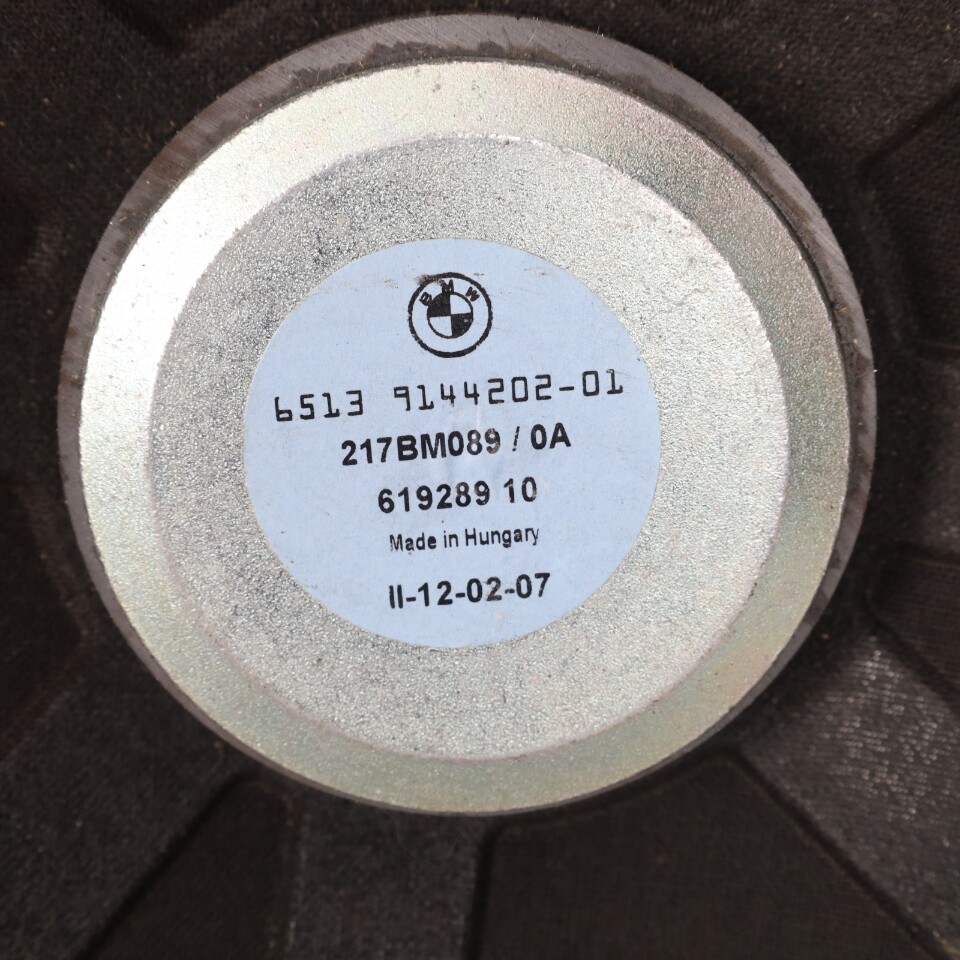 BMW
6513 9144202-01
217BM089 / 0A
619289 10
Made in Hungary
II-12-02-07